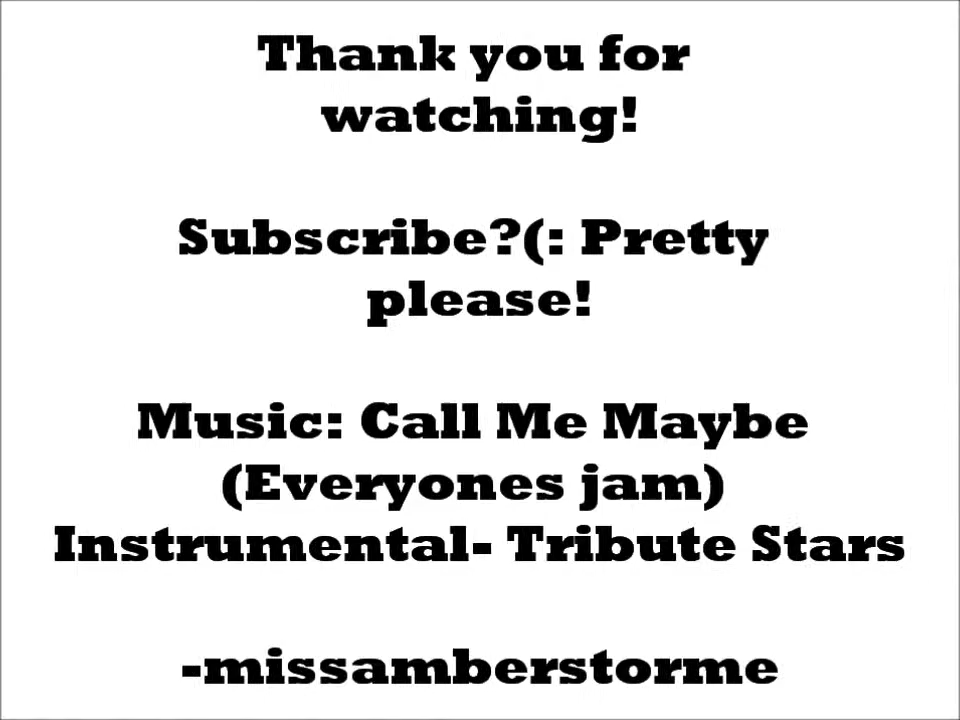 Thank you for
watching!
Subscribe?(: Pretty
please!
Music: Call Me Maybe
(Everyones jam)
Instrumental- Tribute Stars
-missamberstorme